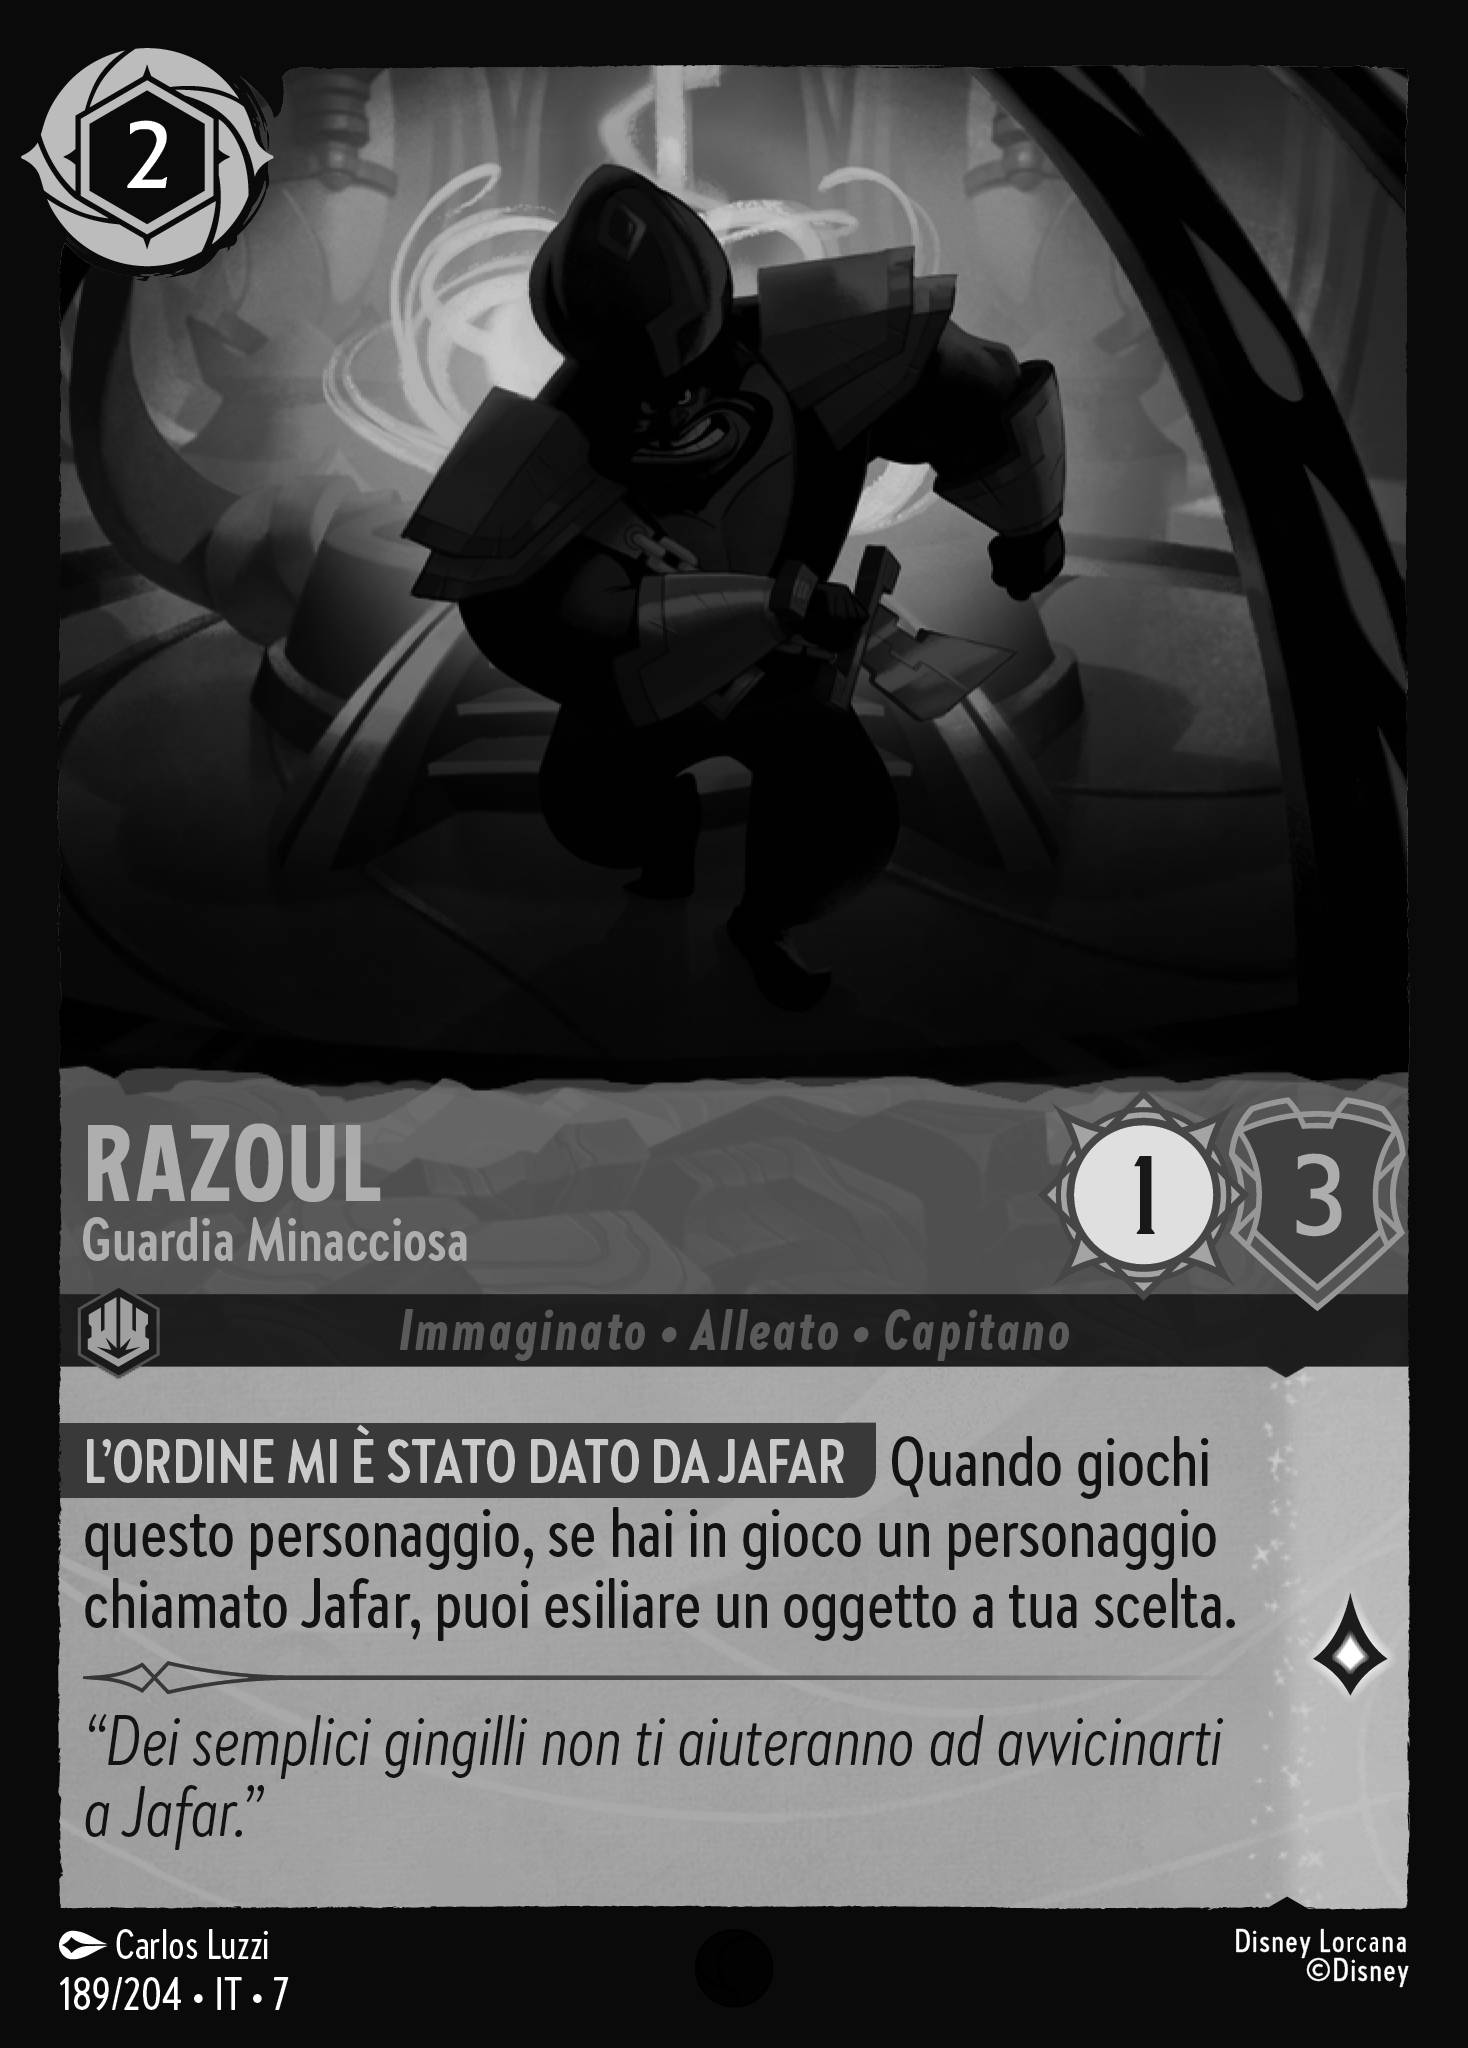 2
RAZOUL
Guardia Minacciosa
1
3
Immaginato • Alleato • Capitano
L’ORDINE MI È STATO DATO DA JAFAR Quando giochi
questo personaggio, se hai in gioco un personaggio
chiamato Jafar, puoi esiliare un oggetto a tua scelta.
“Dei semplici gingilli non ti aiuteranno ad avvicinarti
a Jafar.”
Carlos Luzzi
189/204 • IT • 7
Disney Lorcana
©Disney